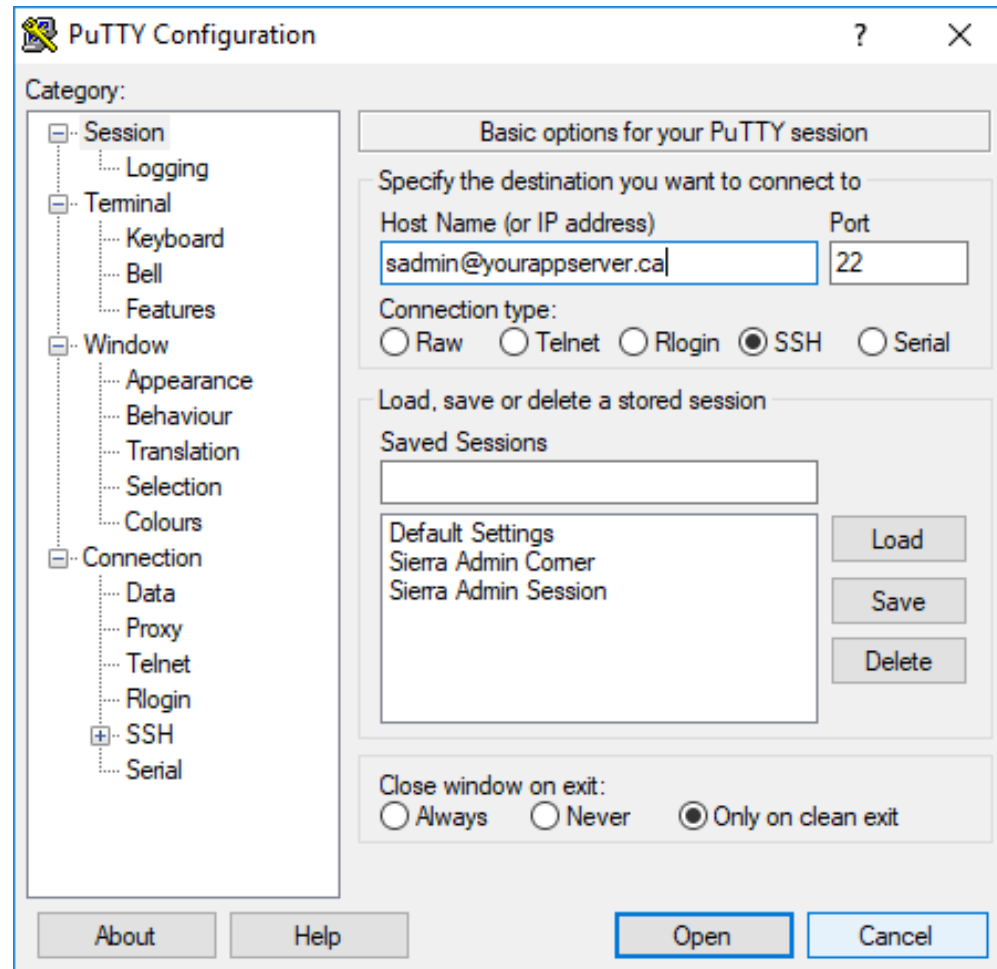 PuTTY Configuration
?
Category:
Session
Logging
Terminal
Keyboard
Bell
Features
Window
Appearance
Behaviour
Translation
Selection
Colours
Connection
Data
Proxy
Telnet
Rlogin
SSH
Serial
Basic options for your PuTTY session
Specify the destination you want to connect to
Host Name (or IP address) Port
sadmin@yourappserver.ca 22
Connection type:
Raw Telnet Rlogin SSH Serial
Load, save or delete a stored session
Saved Sessions
Default Settings
Sierra Admin Corner
Sierra Admin Session
Load
Save
Delete
Close window on exit:
Always Never Only on clean exit
About Help Open Cancel